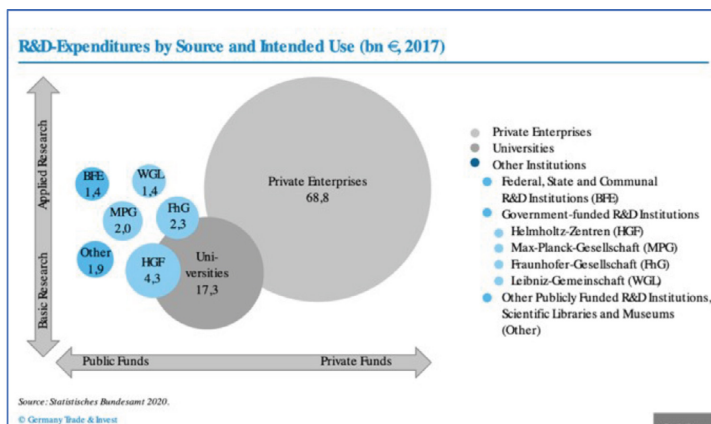 R&D-Expenditures by Source and Intended Use (bn €, 2017)
Applied Research
Basic Research
BFE
1,4
WGL
1,4
MPG
2,0
FhG
2,3
Other
1,9
HGF
4,3
Uni-
versities
17,3
Private Enterprises
68,8
Public Funds
Private Funds
Private Enterprises
Universities
Other Institutions
Federal, State and Communal
R&D Institutions (BFE)
Government-funded R&D Institutions
Helmholtz-Zentren (HGF)
Max-Planck-Gesellschaft (MPG)
Fraunhofer-Gesellschaft (FhG)
Leibniz-Gemeinschaft (WGL)
Other Publicly Funded R&D Institutions,
Scientific Libraries and Museums
(Other)
Source: Statistisches Bundesamt 2020.
© Germany Trade & Invest